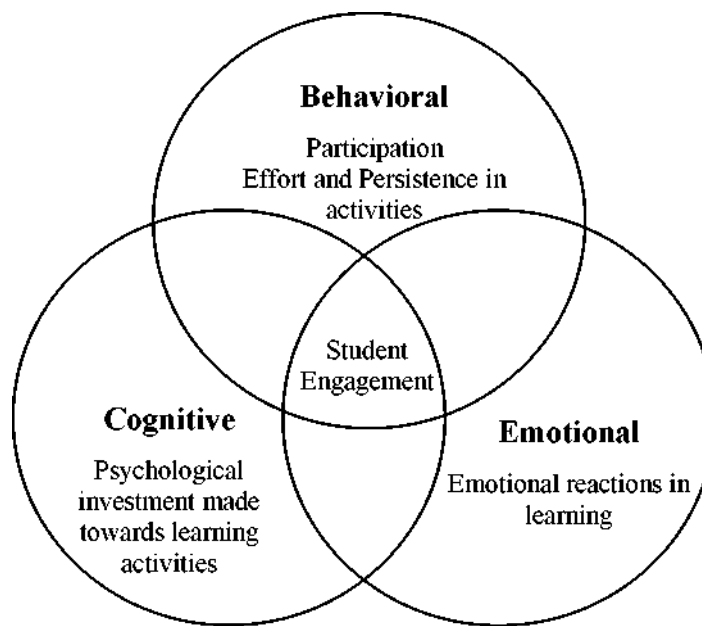 Behavioral
Participation
Effort and Persistence in
activities
Student
Engagement
Cognitive
Psychological
investment made
towards learning
activities
Emotional
Emotional reactions in
learning